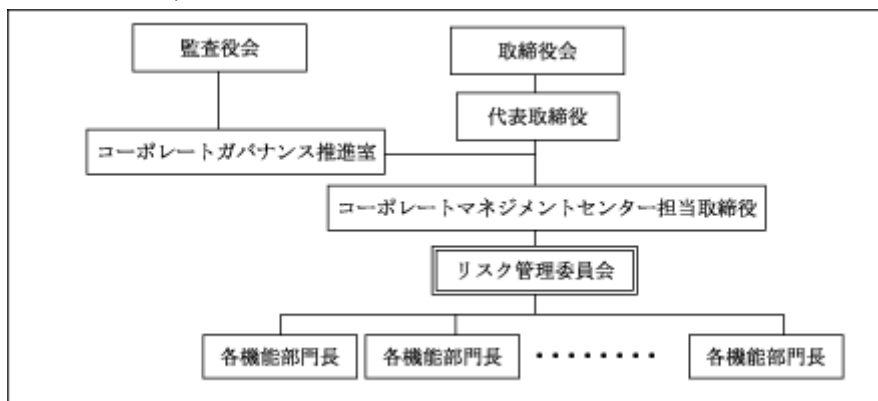 監査役会
取締役会
代表取締役
コーポレートガバナンス推進室
コーポレートマネジメントセンター担当取締役
リスク管理委員会
各機能部門長
各機能部門長
・・・・・・・・
各機能部門長